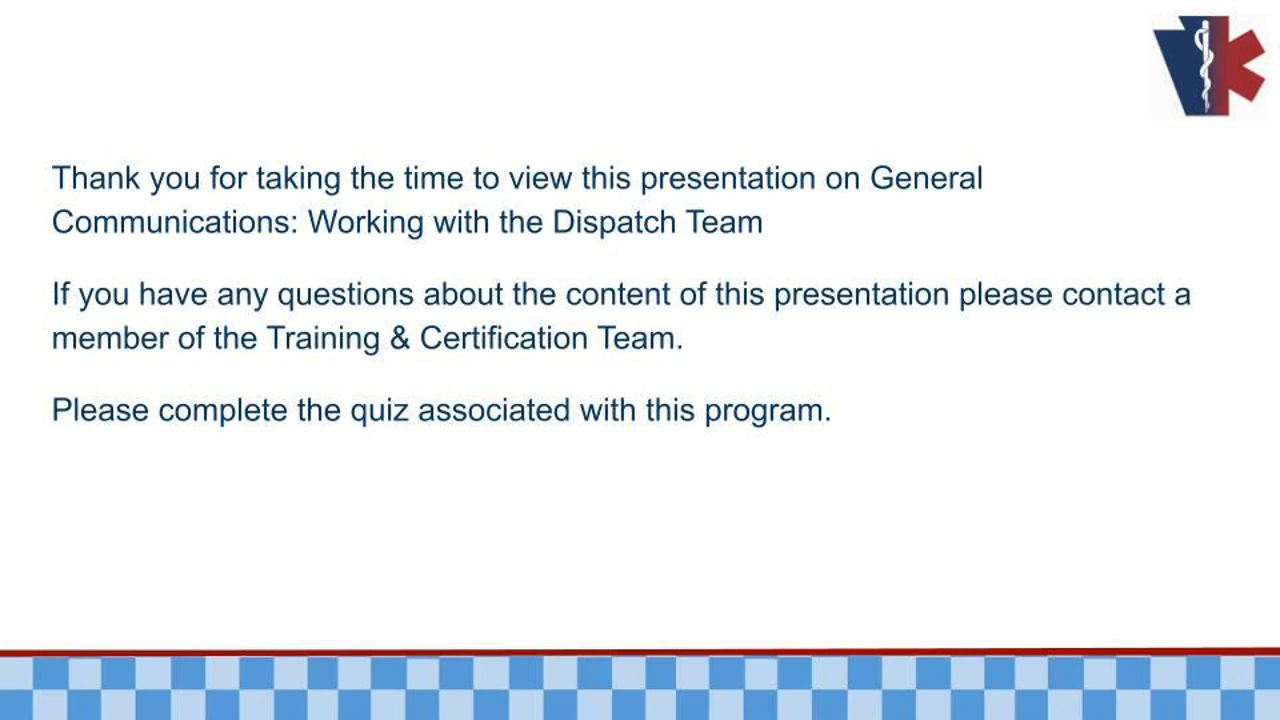 Thank you for taking the time to view this presentation on General
Communications: Working with the Dispatch Team
If you have any questions about the content of this presentation please contact a
member of the Training & Certification Team.
Please complete the quiz associated with this program.